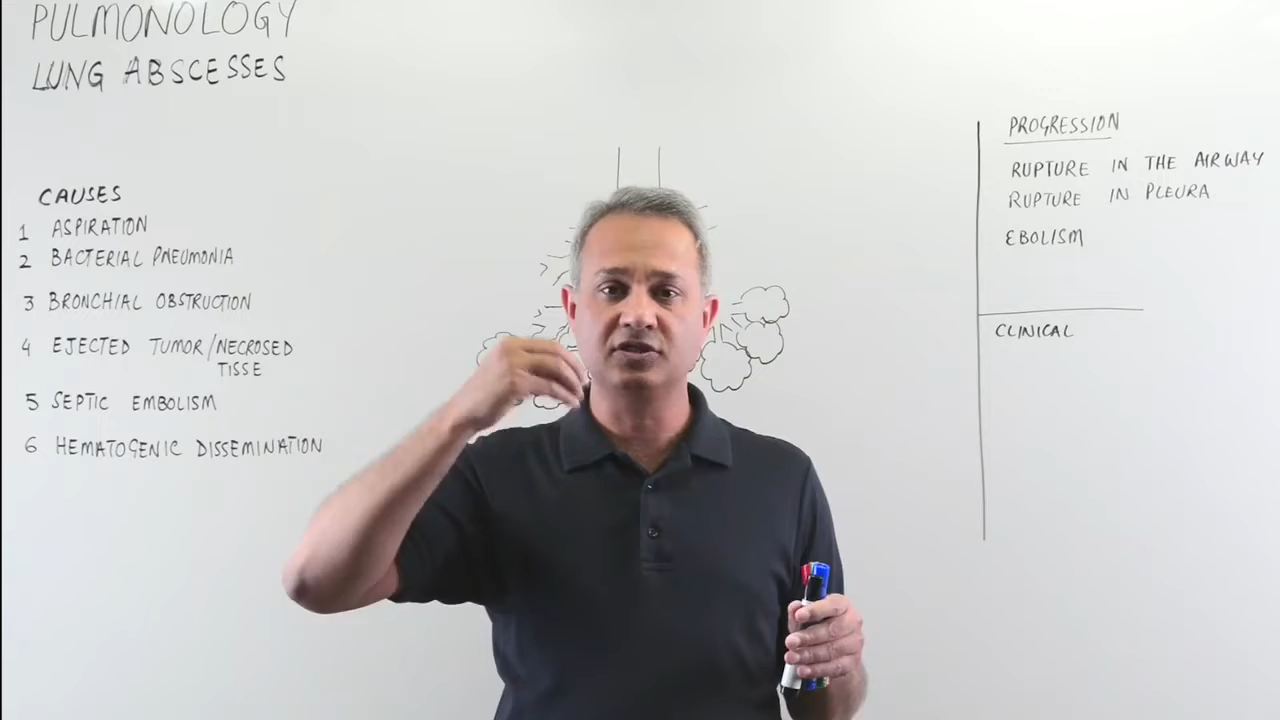 PULMONOLOGY
LUNG ABSCESSES
CAUSES
1 ASPIRATION
2 BACTERIAL PNEUMONIA
3 BRONCHIAL OBSTRUCTION
4 EJECTED TUMOR/NECROSED
TISSE
5 SEPTIC EMBOLISM
6 HEMATOGENIC DISSEMINATION
PROGRESSION
RUPTURE IN THE AIRWAY
RUPTURE IN PLEURA
EBOLISM
CLINICAL